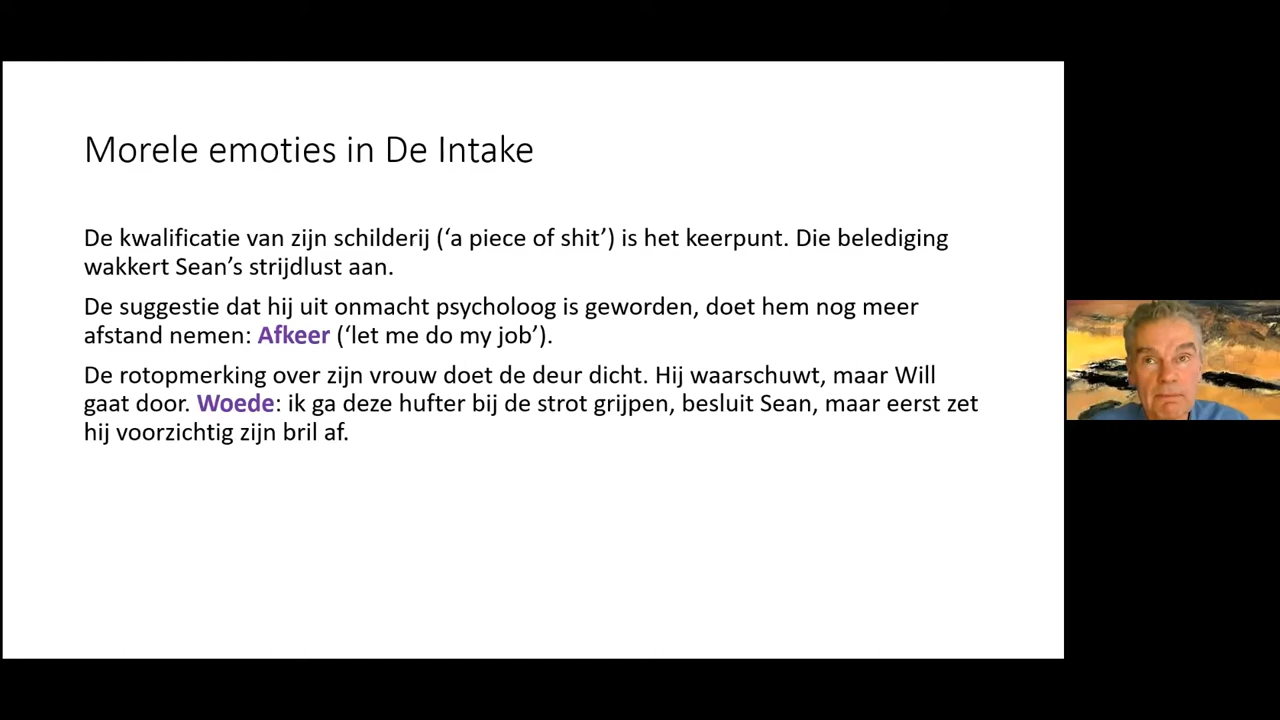 Morele emoties in De Intake
De kwalificatie van zijn schilderij (‘a piece of shit’) is het keerpunt. Die belediging
wakkert Sean’s strijdlust aan.
De suggestie dat hij uit onmacht psycholoog is geworden, doet hem nog meer
afstand nemen: Afkeer (‘let me do my job’).
De rotopmerking over zijn vrouw doet de deur dicht. Hij waarschuwt, maar Will
gaat door. Woede: ik ga deze hufter bij de strot grijpen, besluit Sean, maar eerst zet
hij voorzichtig zijn bril af.